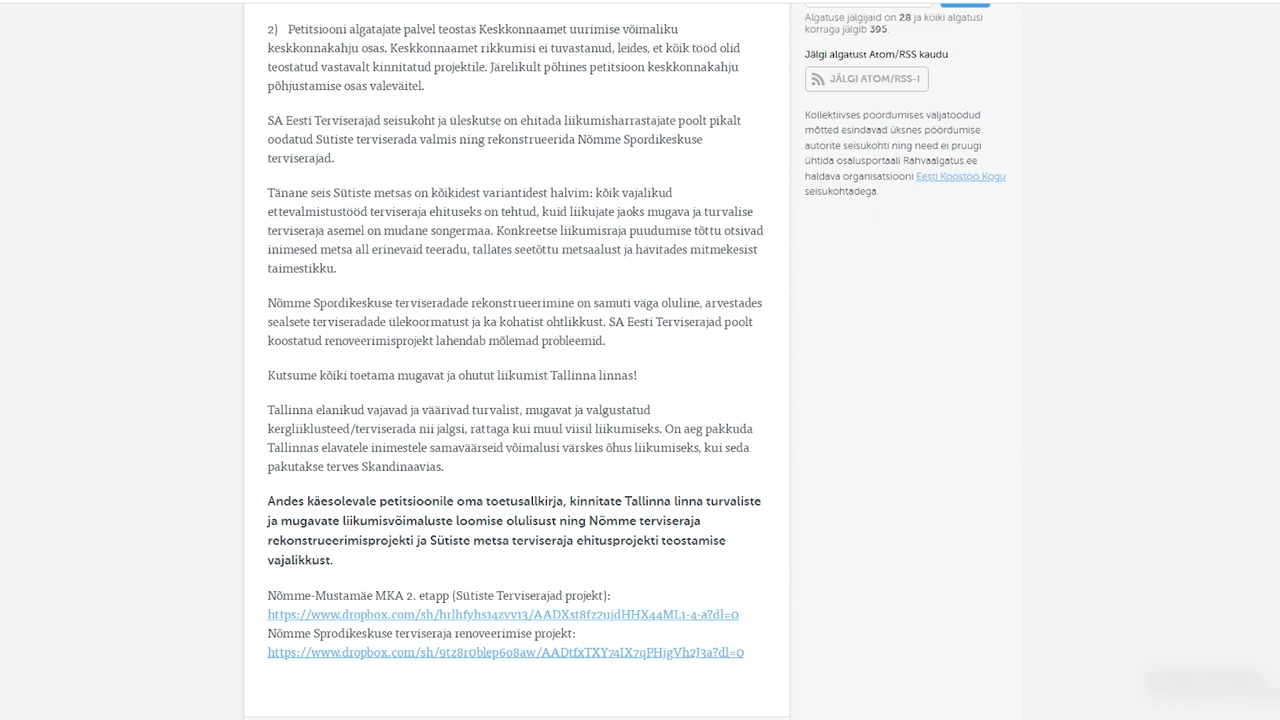 2) Petitsiooni algatajate palvel teostas Keskkonnaamet uurimise võimaliku
keskkonnakahju osas. Keskkonnaamet rikkumisi ei tuvastanud, leides, et kõik tööd olid
teostatud vastavalt kinnitatud projektile. Järelikult põhines petitsioon keskkonnakahju
põhjustamise osas valeväitel.
SA Eesti Terviserajad seisukoht ja üleskutse on ehitada liikumisharrastajate poolt pikalt
oodatud Sütiste terviserada valmis ning rekonstrueerida Nõmme Spordikeskuse
terviserajad.
Tänane seis Sütiste metsas on kõikidest variantidest halvim: kõik vajalikud
ettevalmistustööd terviseraja ehituseks on tehtud, kuid liikujate jaoks mugava ja turvalise
terviseraja asemel on mudane songermaa. Konkreetse liikumisraja puudumise tõttu otsivad
inimesed metsa all erinevaid teeradu, tallates seetõttu metsaalust ja hävitades mitmekesist
taimestikku.
Nõmme Spordikeskuse terviseradade rekonstrueerimine on samuti väga oluline, arvestades
sealsete terviseradade ülekoormatust ja ka kohatist ohtlikkust. SA Eesti Terviserajad poolt
koostatud renoveerimisprojekt lahendab mõlemad probleemid.
Kutsume kõiki toetama mugavat ja ohutut liikumist Tallinna linnas!
Tallinna elanikud vajavad ja väärivad turvalist, mugavat ja valgustatud
kergliiklusteed/terviserada nii jalgsi, rattaga kui muul viisil liikumiseks. On aeg pakkuda
Tallinnas elavatele inimestele samaväärseid võimalusi värskes õhus liikumiseks, kui seda
pakutakse terves Skandinaavias.
Andes käesolevale petitsioonile oma toetusallkirja, kinnitate Tallinna linna turvaliste
ja mugavate liikumisvõimaluste loomise olulisust ning Nõmme terviseraja
rekonstrueerimisprojekti ja Sütiste metsa terviseraja ehitusprojekti teostamise
vajalikkust.
Nõmme-Mustamäe MKA 2. etapp (Sütiste Terviserajad projekt):
https://www.dropbox.com/sh/hrlhfyhs14zvv13/AADXst8fz2ujdHHX44ML1-4-a?dl=0
Nõmme Sprodikeskuse terviseraja renoveerimise projekt:
https://www.dropbox.com/sh/9tz8r0blep608aw/AADtfxTXY74IX7qPHjgVh2J3a?dl=0
Algatuse jälgijaid on 28 ja kõiki algatusi
korraga jälgib 395.
Jälgi algatust Atom/RSS kaudu
JÄLGI ATOM/RSS-I
Kollektiivses pöördumises väljatoodud
mõtted esindavad üksnes pöördumise
autorite seisukohti ning need ei pruugi
ühtida osalusportaali Rahvaalgatus.ee
haldava organisatsiooni Eesti Koostöö Kogu
seisukohtadega.